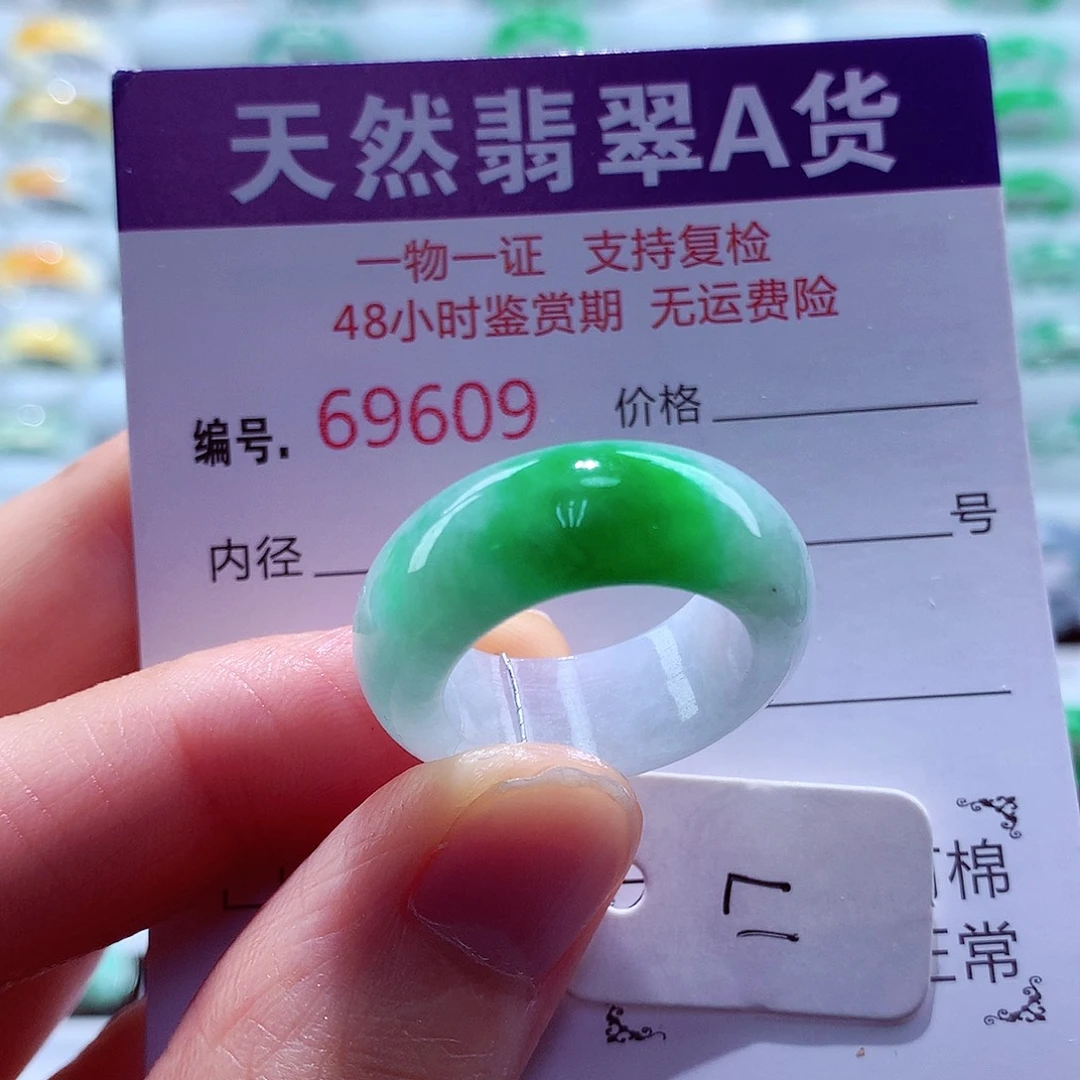 天然翡翠A货
一物一证 支持复检
48小时鉴赏期 无运费险
编号. 69609 价格
内径 号
棉
常
17